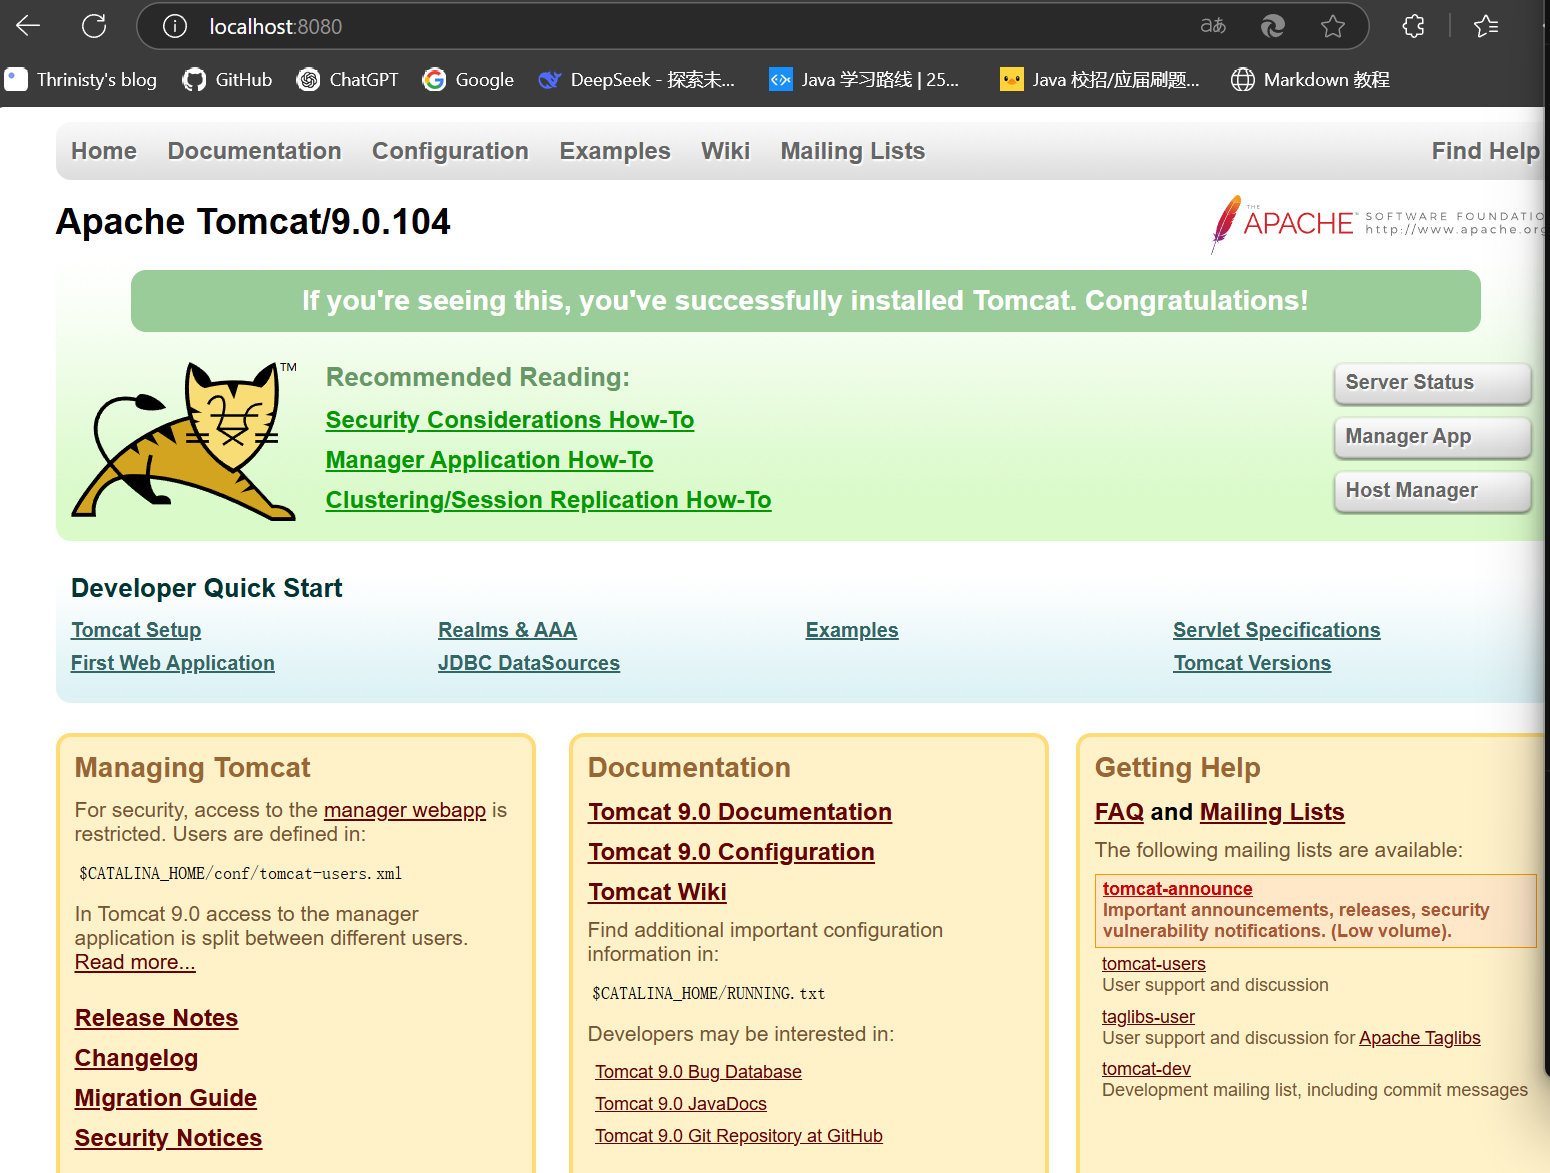 localhost:8080
Thrinisty's blog
GitHub
ChatGPT
Google
DeepSeek - 探索未...
Java 学习路线 | 25...
Java 校招/应届刷题...
Markdown 教程
Home
Documentation
Configuration
Examples
Wiki
Mailing Lists
Find Help
Apache Tomcat/9.0.104
THE
APACHE
SOFTWARE FOUNDATIO
http://www.apache.org
If you're seeing this, you've successfully installed Tomcat. Congratulations!
TM
Recommended Reading:
Security Considerations How-To
Manager Application How-To
Clustering/Session Replication How-To
Server Status
Manager App
Host Manager
Developer Quick Start
Tomcat Setup
First Web Application
Realms & AAA
JDBC DataSources
Examples
Servlet Specifications
Tomcat Versions
Managing Tomcat
For security, access to the manager webapp is
restricted. Users are defined in:
$CATALINA_HOME/conf/tomcat-users.xml
In Tomcat 9.0 access to the manager
application is split between different users.
Read more...
Release Notes
Changelog
Migration Guide
Security Notices
Documentation
Tomcat 9.0 Documentation
Tomcat 9.0 Configuration
Tomcat Wiki
Find additional important configuration
information in:
$CATALINA_HOME/RUNNING.txt
Developers may be interested in:
Tomcat 9.0 Bug Database
Tomcat 9.0 JavaDocs
Tomcat 9.0 Git Repository at GitHub
Getting Help
FAQ and Mailing Lists
The following mailing lists are available:
tomcat-announce
Important announcements, releases, security
vulnerability notifications. (Low volume).
tomcat-users
User support and discussion
taglibs-user
User support and discussion for Apache Taglibs
tomcat-dev
Development mailing list, including commit messages